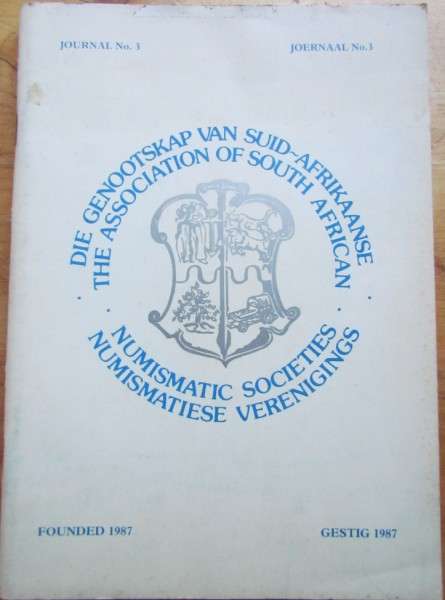 JOURNAL No. 3
JOERNAAL No.3
DIE GENOOTSKAP VAN SUID-AFRIKAANSE
THE ASSOCIATION OF SOUTH AFRICAN
NUMISMATIC SOCIETIES
NUMISMATIESE VERENIGINGS
FOUNDED 1987
GESTIG 1987